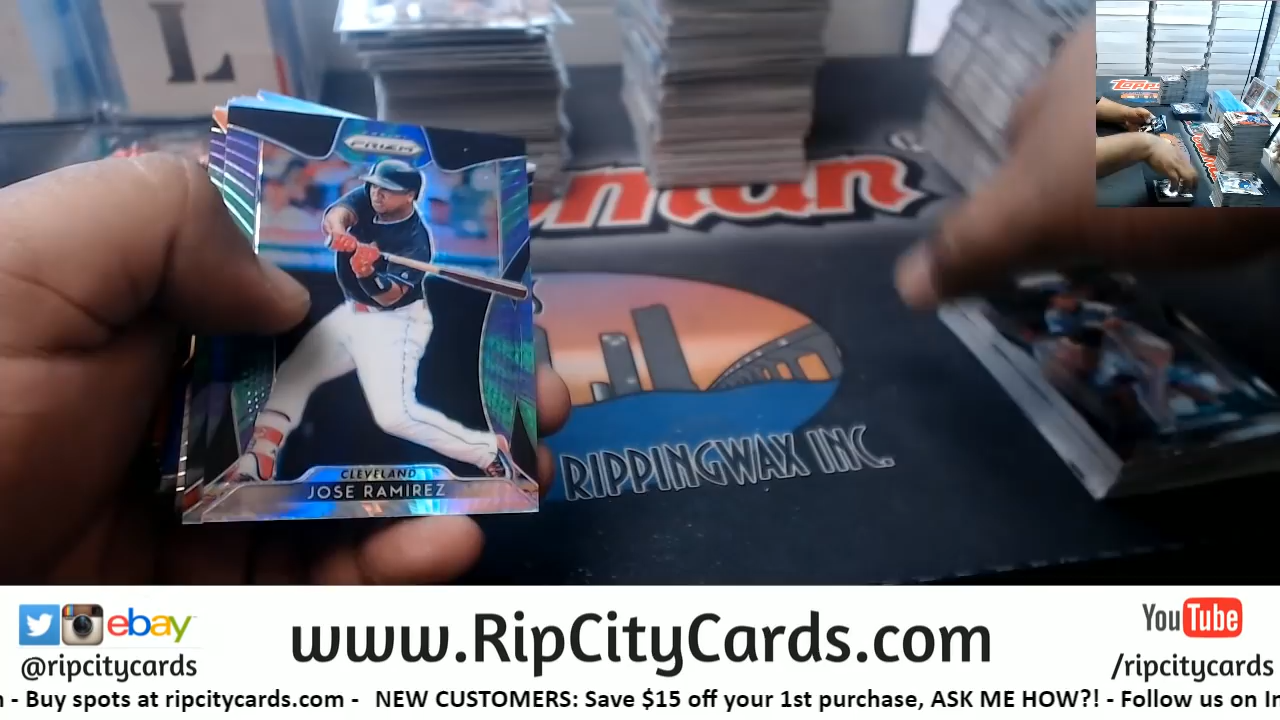 L
PRIZM
CLEVELAND
JOSE RAMIREZ
RIPPINGWAX INC.
Topps
ebay
@ripcitycards
www.RipCityCards.com
YouTube
/ripcitycards
- Buy spots at ripcitycards.com - NEW CUSTOMERS: Save $15 off your 1st purchase, ASK ME HOW?! - Follow us on